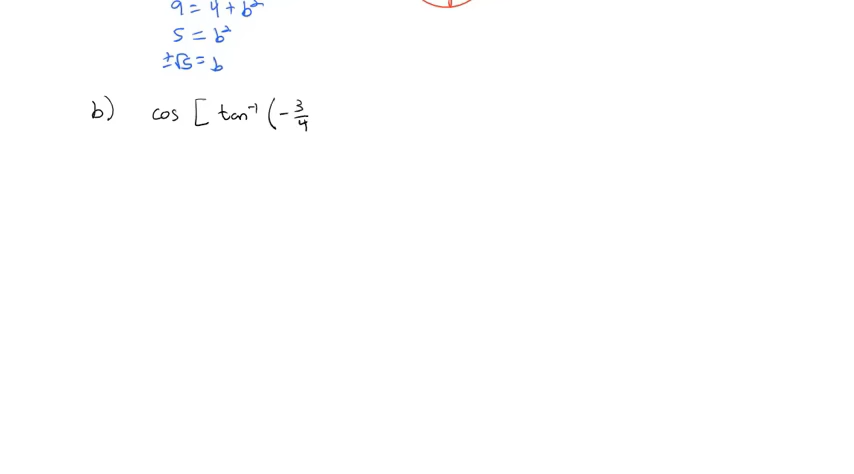 9 = 4 + b²
5 = b²
±√5 = b
b) cos [ tan⁻¹ (-3/4